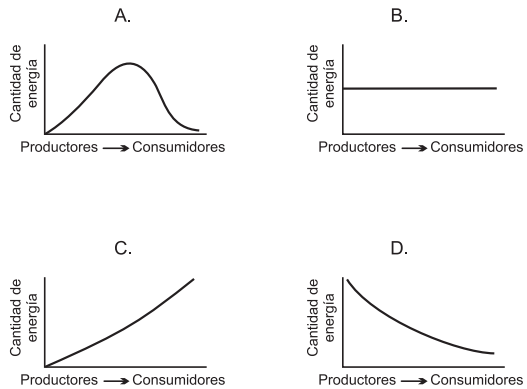 A.
Cantidad de
energía
Productores → Consumidores
B.
Cantidad de
energía
Productores → Consumidores
C.
Cantidad de
energía
Productores → Consumidores
D.
Cantidad de
energía
Productores → Consumidores